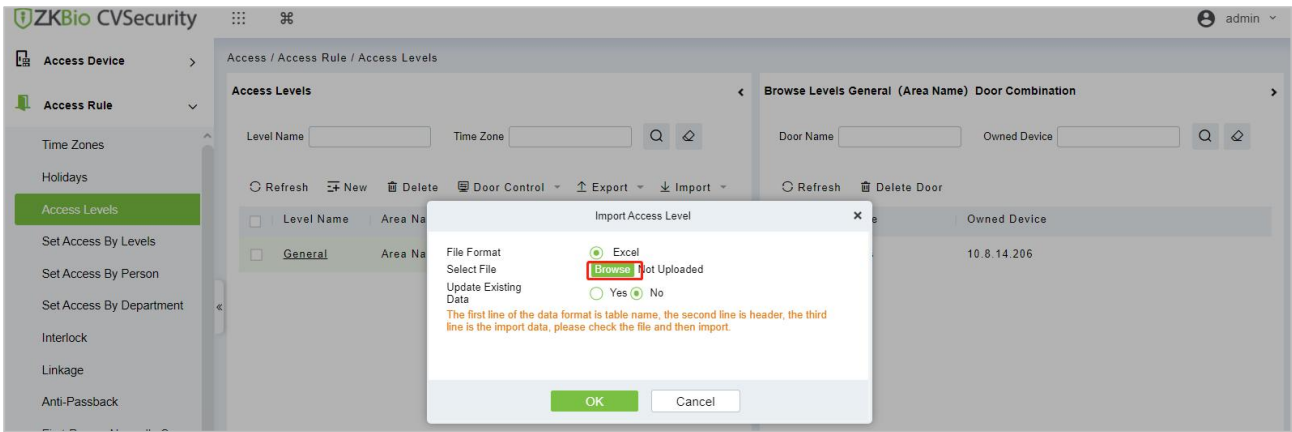 ZKBio CVSecurity
admin
Access Device
Access Rule
Time Zones
Holidays
Access Levels
Set Access By Levels
Set Access By Person
Set Access By Department
Interlock
Linkage
Anti-Passback
Access / Access Rule / Access Levels
Access Levels
Level Name Time Zone
Refresh New Delete Door Control Export Import
Level Name Area Na
General Area Na
Browse Levels General (Area Name) Door Combination
Door Name Owned Device
Refresh Delete Door
Owned Device
10.8.14.206
Import Access Level
File Format Excel
Select File Browse Not Uploaded
Update Existing
Data Yes No
The first line of the data format is table name, the second line is header, the third
line is the import data, please check the file and then import.
OK Cancel